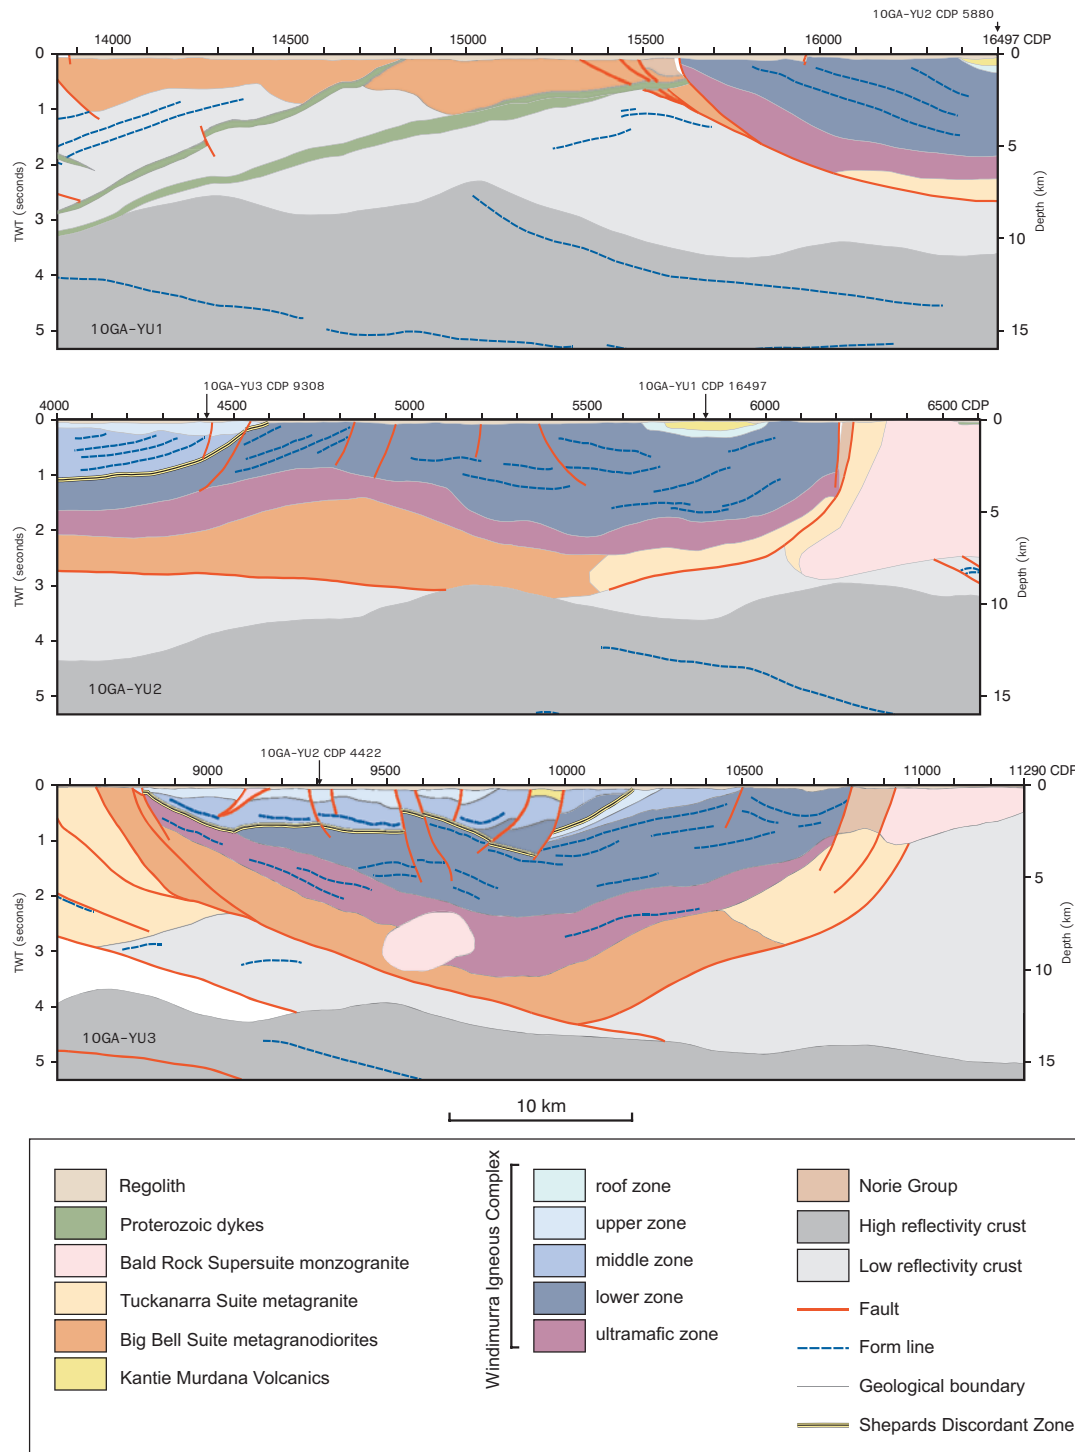 10GA-YU2 CDP 5880
14000 14500 15000 15500 16000 16497 CDP
0 0
1
5
2
3
10
4
5 15
TWT (seconds)
Depth (km)
10GA-YU1
10GA-YU3 CDP 9308 10GA-YU1 CDP 16497
4000 4500 5000 5500 6000 6500 CDP
0 0
1
5
2
3
10
4
5 15
TWT (seconds)
Depth (km)
10GA-YU2
10GA-YU2 CDP 4422
9000 9500 10000 10500 11000 11290 CDP
0 0
1
5
2
3
10
4
5 15
TWT (seconds)
Depth (km)
10GA-YU3
10 km
Regolith
Proterozoic dykes
Bald Rock Supersuite monzogranite
Tuckanarra Suite metagranite
Big Bell Suite metagranodiorites
Kantie Murdana Volcanics
Windimurra Igneous Complex
roof zone
upper zone
middle zone
lower zone
ultramafic zone
Norie Group
High reflectivity crust
Low reflectivity crust
Fault
Form line
Geological boundary
Shepards Discordant Zone